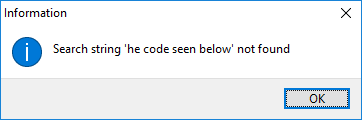 Information
Search string 'he code seen below' not found
OK